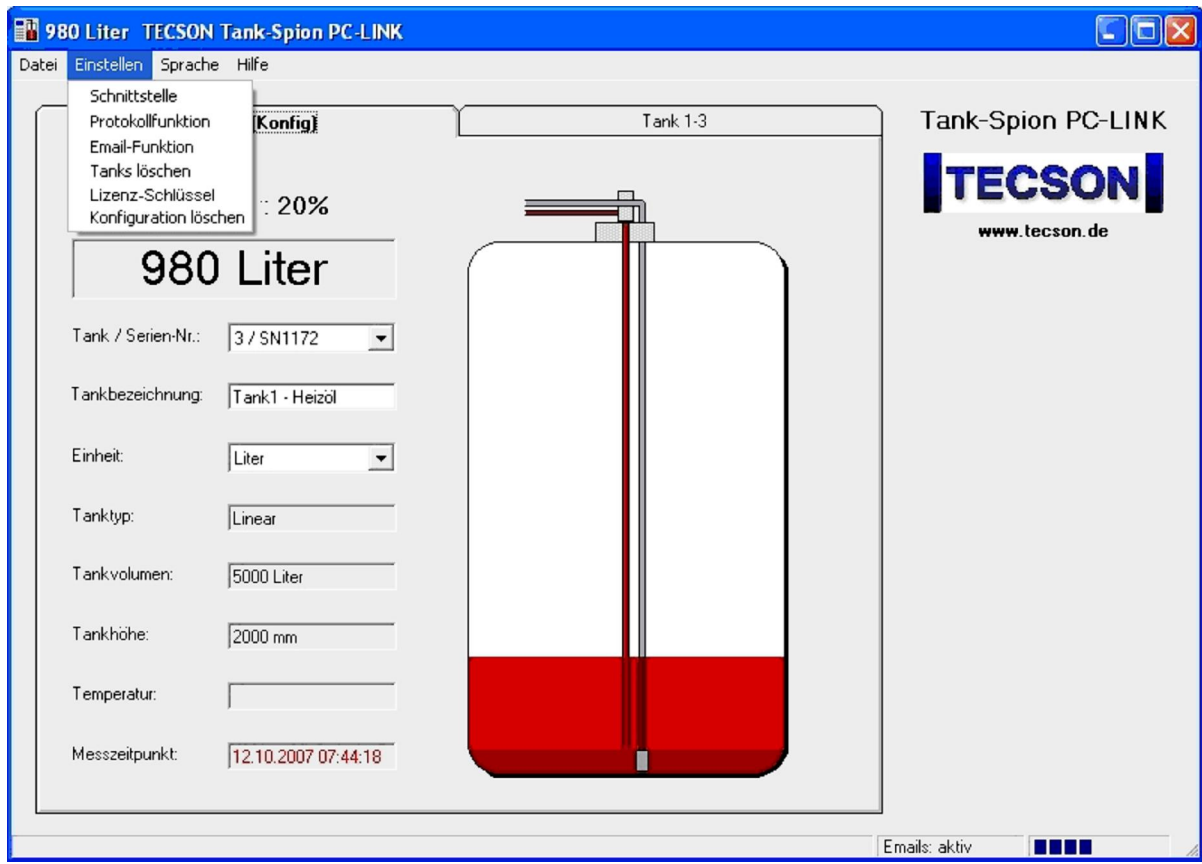 980 Liter TECSON Tank-Spion PC-LINK
Datei Einstellen Sprache Hilfe
Schnittstelle
Protokollfunktion
Email-Funktion
Tanks löschen
Lizenz-Schlüssel
Konfiguration löschen
(Konfig)
Tank 1-3
: 20%
980 Liter
Tank / Serien-Nr.: 3 / SN1172
Tankbezeichnung: Tank1 - Heizöl
Einheit: Liter
Tanktyp: Linear
Tankvolumen: 5000 Liter
Tankhöhe: 2000 mm
Temperatur:
Messzeitpunkt: 12.10.2007 07:44:18
Tank-Spion PC-LINK
TECSON
www.tecson.de
Emails: aktiv